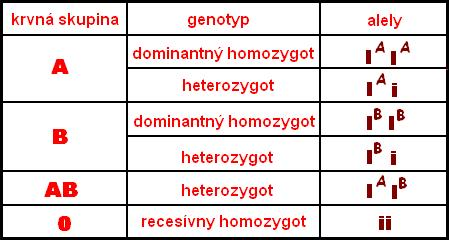 krvná skupina genotyp alely
A dominantný homozygot I^A I^A
heterozygot I^A i
B dominantný homozygot I^B I^B
heterozygot I^B i
AB heterozygot I^A I^B
0 recesívny homozygot ii